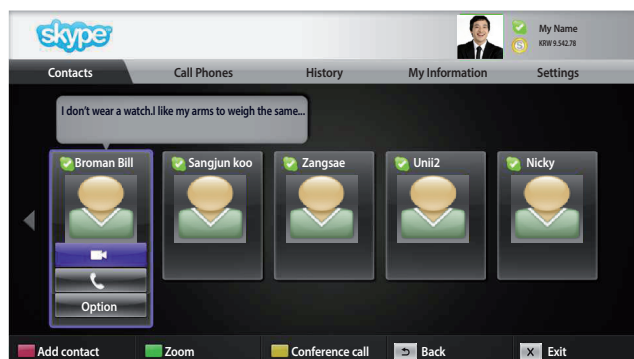 skype
My Name
KRW 9.542.78
Contacts Call Phones History My Information Settings
I don't wear a watch.I like my arms to weigh the same...
Broman Bill Sangjun koo Zangsae Unii2 Nicky
Option
Add contact Zoom Conference call Back X Exit